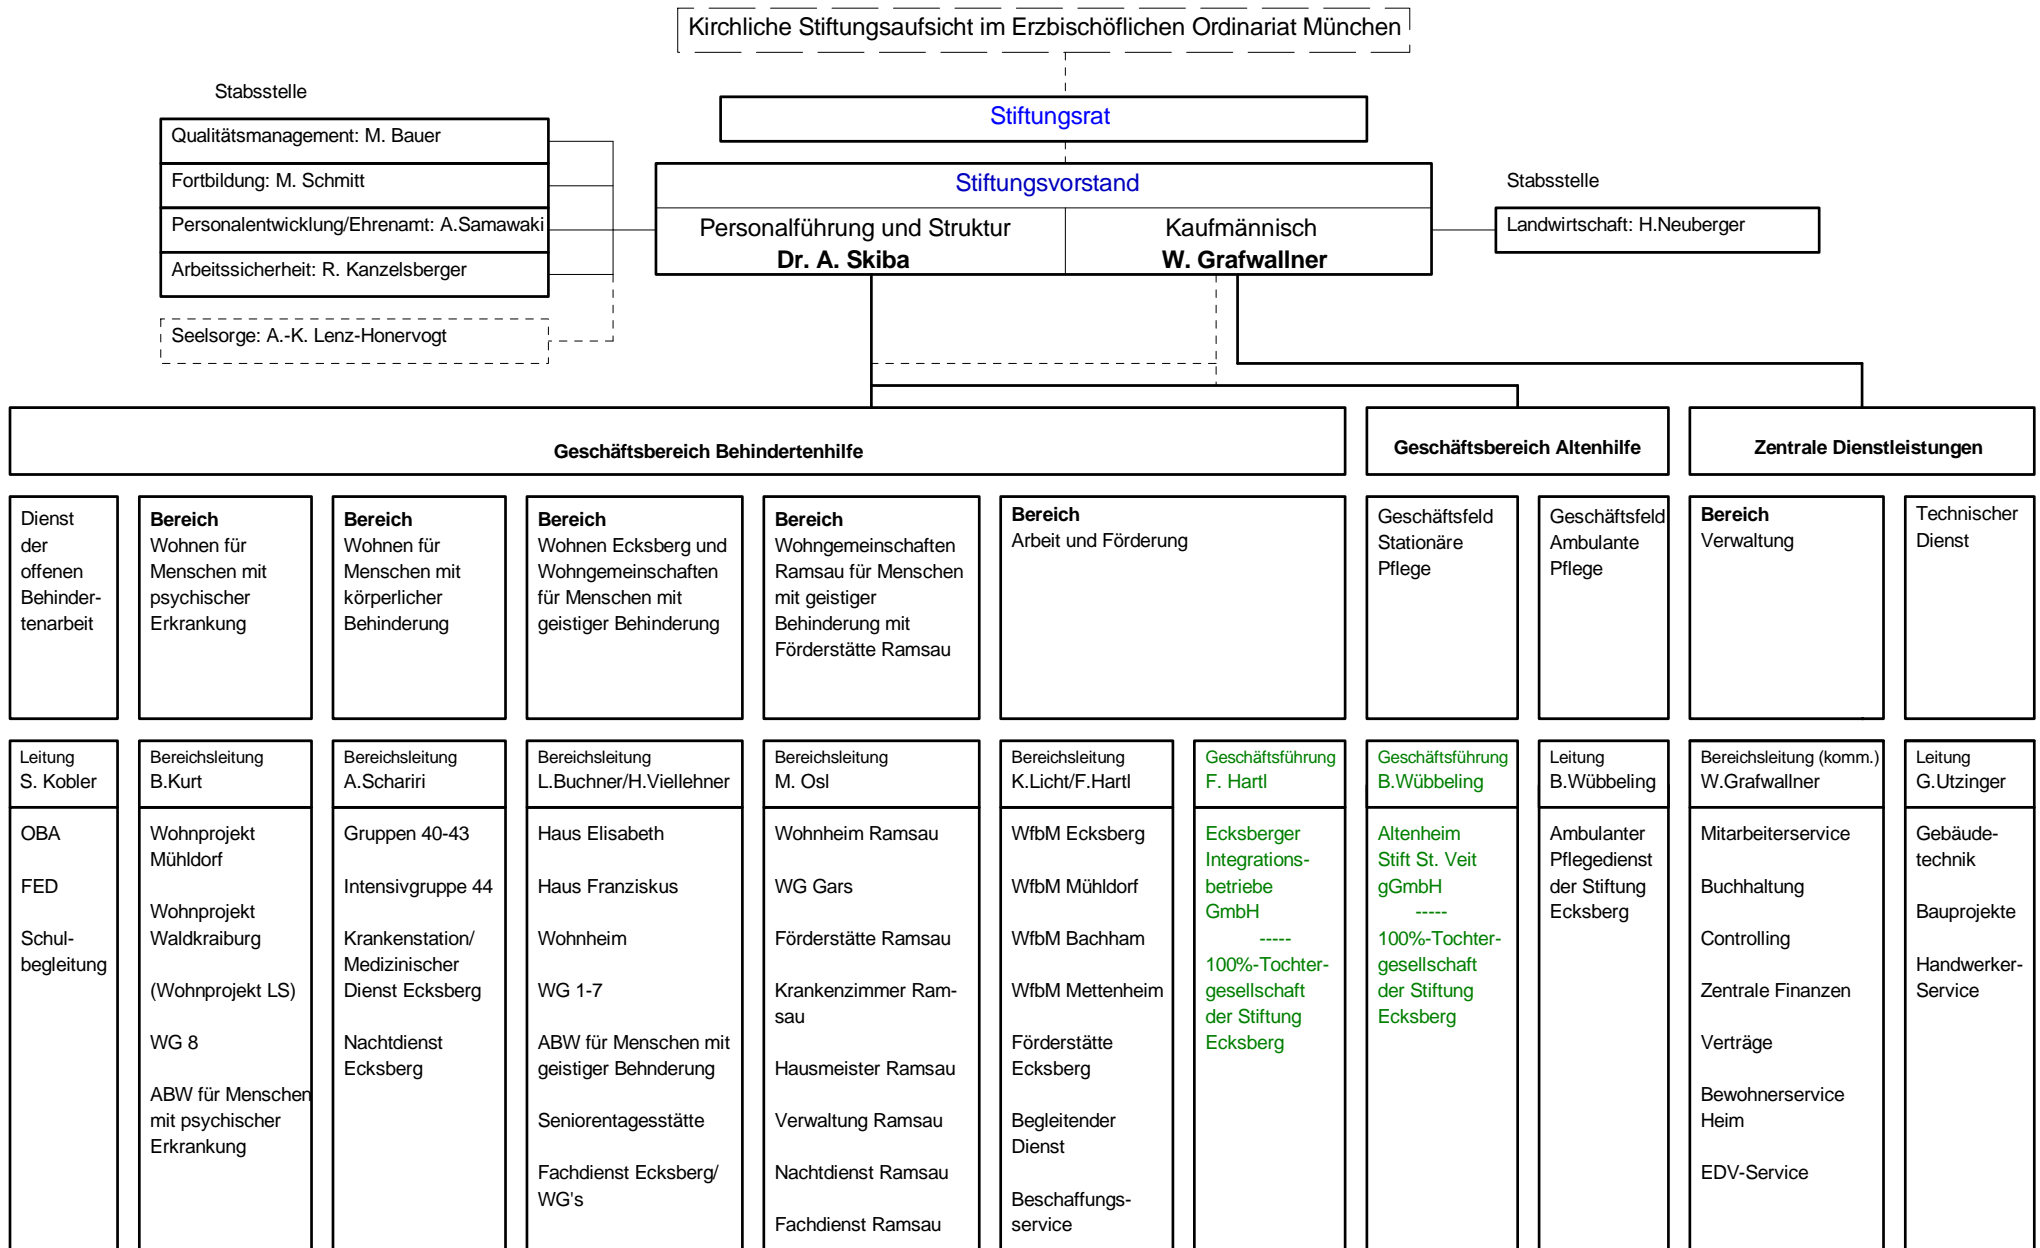 Kirchliche Stiftungsaufsicht im Erzbischöflichen Ordinariat München
Stiftungsrat
Stabsstelle
Qualitätsmanagement: M. Bauer
Fortbildung: M. Schmitt
Personalentwicklung/Ehrenamt: A.Samawaki
Arbeitssicherheit: R. Kanzelsberger
Seelsorge: A.-K. Lenz-Honervogt
Stiftungsvorstand
Personalführung und Struktur
Dr. A. Skiba
Kaufmännisch
W. Grafwallner
Stabsstelle
Landwirtschaft: H.Neuberger
Geschäftsbereich Behindertenhilfe
Geschäftsbereich Altenhilfe
Zentrale Dienstleistungen
Dienst
der
offenen
Behinder-
tenarbeit
Leitung
S. Kobler
OBA
FED
Schul-
begleitung
Bereich
Wohnen für
Menschen mit
psychischer
Erkrankung
Bereichsleitung
B.Kurt
Wohnprojekt
Mühldorf
Wohnprojekt
Waldkraiburg
(Wohnprojekt LS)
WG 8
ABW für Menschen
mit psychischer
Erkrankung
Bereich
Wohnen für
Menschen mit
körperlicher
Behinderung
Bereichsleitung
A.Schariri
Gruppen 40-43
Intensivgruppe 44
Krankenstation/
Medizinischer
Dienst Ecksberg
Nachtdienst
Ecksberg
Bereich
Wohnen Ecksberg und
Wohngemeinschaften
für Menschen mit
geistiger Behinderung
Bereichsleitung
L.Buchner/H.Viellehner
Haus Elisabeth
Haus Franziskus
Wohnheim
WG 1-7
ABW für Menschen mit
geistiger Behnderung
Seniorentagesstätte
Fachdienst Ecksberg/
WG's
Bereich
Wohngemeinschaften
Ramsau für Menschen
mit geistiger
Behinderung mit
Förderstätte Ramsau
Bereichsleitung
M. Osl
Wohnheim Ramsau
WG Gars
Förderstätte Ramsau
Krankenzimmer Ram-
sau
Hausmeister Ramsau
Verwaltung Ramsau
Nachtdienst Ramsau
Fachdienst Ramsau
Bereich
Arbeit und Förderung
Bereichsleitung
K.Licht/F.Hartl
WfbM Ecksberg
WfbM Mühldorf
WfbM Bachham
WfbM Mettenheim
Förderstätte
Ecksberg
Begleitender
Dienst
Beschaffungs-
service
Geschäftsführung
F. Hartl
Ecksberger
Integrations-
betriebe
GmbH
-----
100%-Tochter-
gesellschaft
der Stiftung
Ecksberg
Geschäftsfeld
Stationäre
Pflege
Geschäftsführung
B.Wübbeling
Altenheim
Stift St. Veit
gGmbH
-----
100%-Tochter-
gesellschaft
der Stiftung
Ecksberg
Geschäftsfeld
Ambulante
Pflege
Leitung
B.Wübbeling
Ambulanter
Pflegedienst
der Stiftung
Ecksberg
Bereich
Verwaltung
Bereichsleitung (komm.)
W.Grafwallner
Mitarbeiterservice
Buchhaltung
Controlling
Zentrale Finanzen
Verträge
Bewohnerservice
Heim
EDV-Service
Technischer
Dienst
Leitung
G.Utzinger
Gebäude-
technik
Bauprojekte
Handwerker-
Service